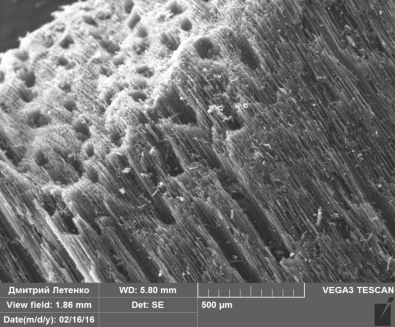 Дмитрий Летенко WD: 5.80 mm VEGA3 TESCAN
View field: 1.86 mm Det: SE 500 µm
Date(m/d/y): 02/16/16